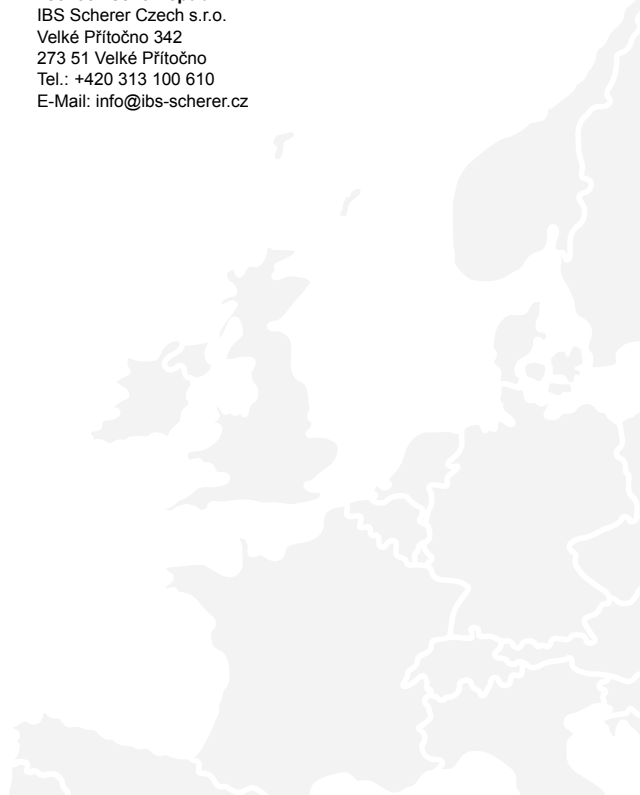 IBS Scherer Czech s.r.o.
Velké Přítočno 342
273 51 Velké Přítočno
Tel.: +420 313 100 610
E-Mail: info@ibs-scherer.cz